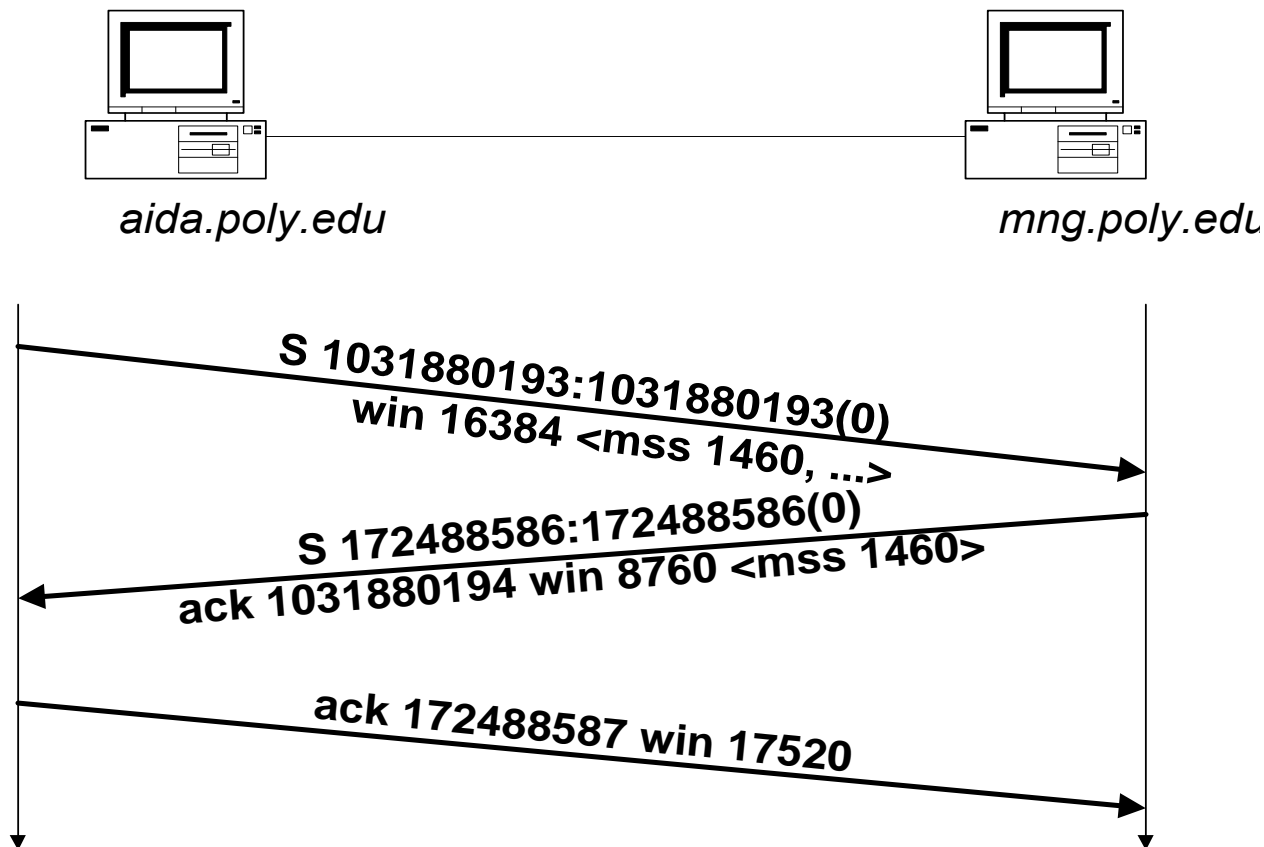 aida.poly.edu
mng.poly.edu
S 1031880193:1031880193(0)
win 16384 <mss 1460, ...>
S 172488586:172488586(0)
ack 1031880194 win 8760 <mss 1460>
ack 172488587 win 17520